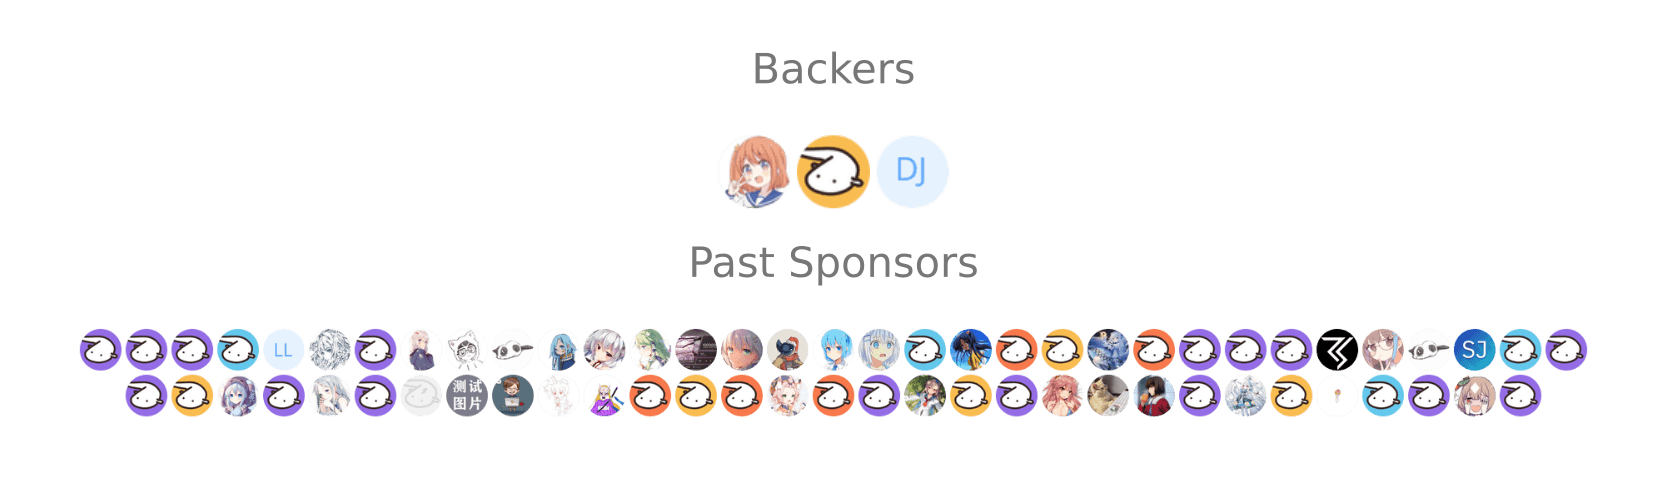 Backers
DJ
Past Sponsors
LL
SJ
测试
图片